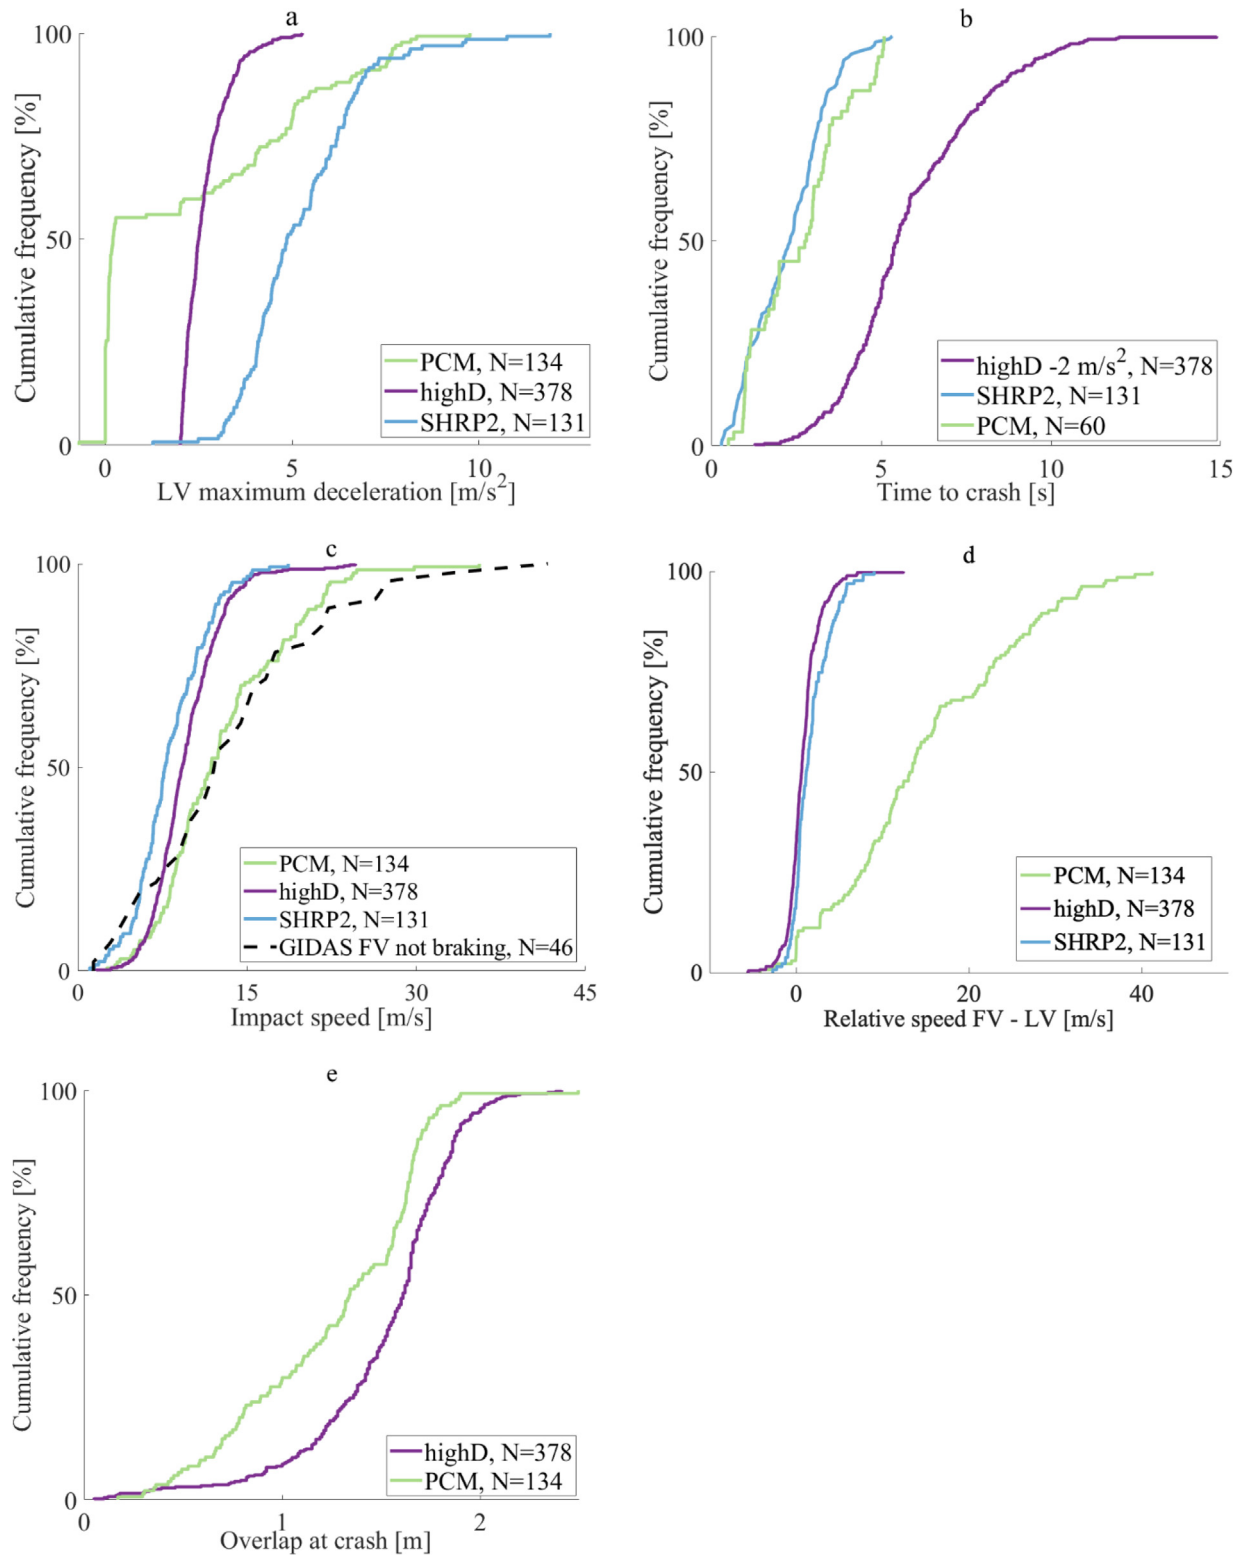 a
100
50
0
Cumulative frequency [%]
PCM, N=134
highD, N=378
SHRP2, N=131
0 5 10
LV maximum deceleration [m/s²]
b
100
50
0
Cumulative frequency [%]
highD -2 m/s², N=378
SHRP2, N=131
PCM, N=60
0 5 10 15
Time to crash [s]
c
100
50
0
Cumulative frequency [%]
PCM, N=134
highD, N=378
SHRP2, N=131
GIDAS FV not braking, N=46
0 15 30 45
Impact speed [m/s]
d
100
50
0
Cumulative frequency [%]
PCM, N=134
highD, N=378
SHRP2, N=131
0 20 40
Relative speed FV - LV [m/s]
e
100
50
0
Cumulative frequency [%]
highD, N=378
PCM, N=134
0 1 2
Overlap at crash [m]